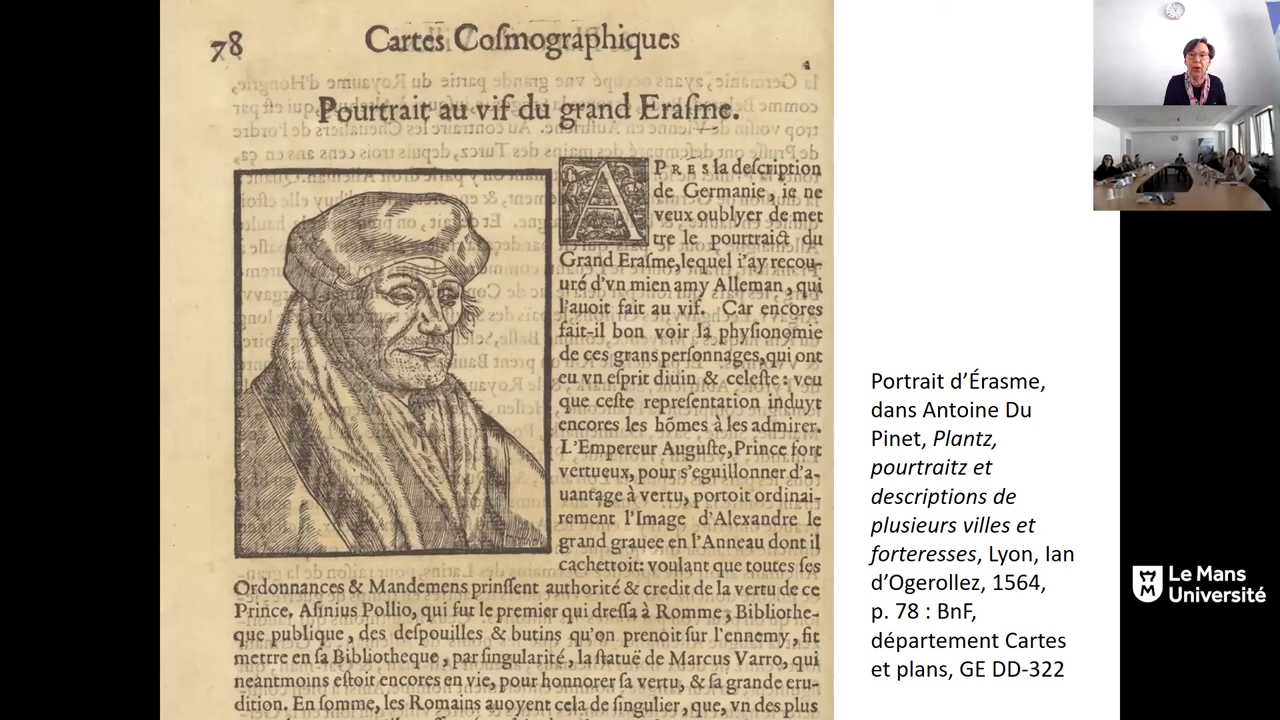 78
Cartes Coſmographiques
Pourtrait au vif du grand Eraſme.
APRES la deſcription
de Germanie, ie ne
veux oublyer de met
tre le pourtraict du
Grand Eraſme, lequel i'ay recou-
uré d'vn mien amy Alleman, qui
l'auoit fait au vif. Car encores
fait-il bon voir la phyſionomie
de ces grans perſonnages, qui ont
eu vn eſprit diuin & celeſte: veu
que ceſte repreſentation induyt
encores les hõmes à les admirer.
L'Empereur Auguſte, Prince fort
vertueux, pour s'eguillonner d'a-
uantage à vertu, portoit ordinai-
rement l'Image d'Alexandre le
grand grauee en l'Anneau dont il
cachettoit: voulant que toutes ſes
Ordonnances & Mandemens prinſſent authorité & credit de la vertu de ce
Prince. Aſinius Pollio, qui fut le premier qui dreſſa à Romme, Bibliothe-
que publique, des deſpouilles & butins qu'on prenoit ſur l'ennemy, fit
mettre en ſa Bibliotheque, par ſingularité, la ſtatuë de Marcus Varro, qui
neantmoins eſtoit encores en vie, pour honnorer ſa vertu, & ſa grande eru-
dition. En ſomme, les Romains auoyent cela de ſingulier, que, vn des plus
Portrait d'Érasme,
dans Antoine Du
Pinet, Plantz,
pourtraitz et
descriptions de
plusieurs villes et
forteresses, Lyon, Ian
d'Ogerollez, 1564,
p. 78 : BnF,
département Cartes
et plans, GE DD-322
Le Mans
Université